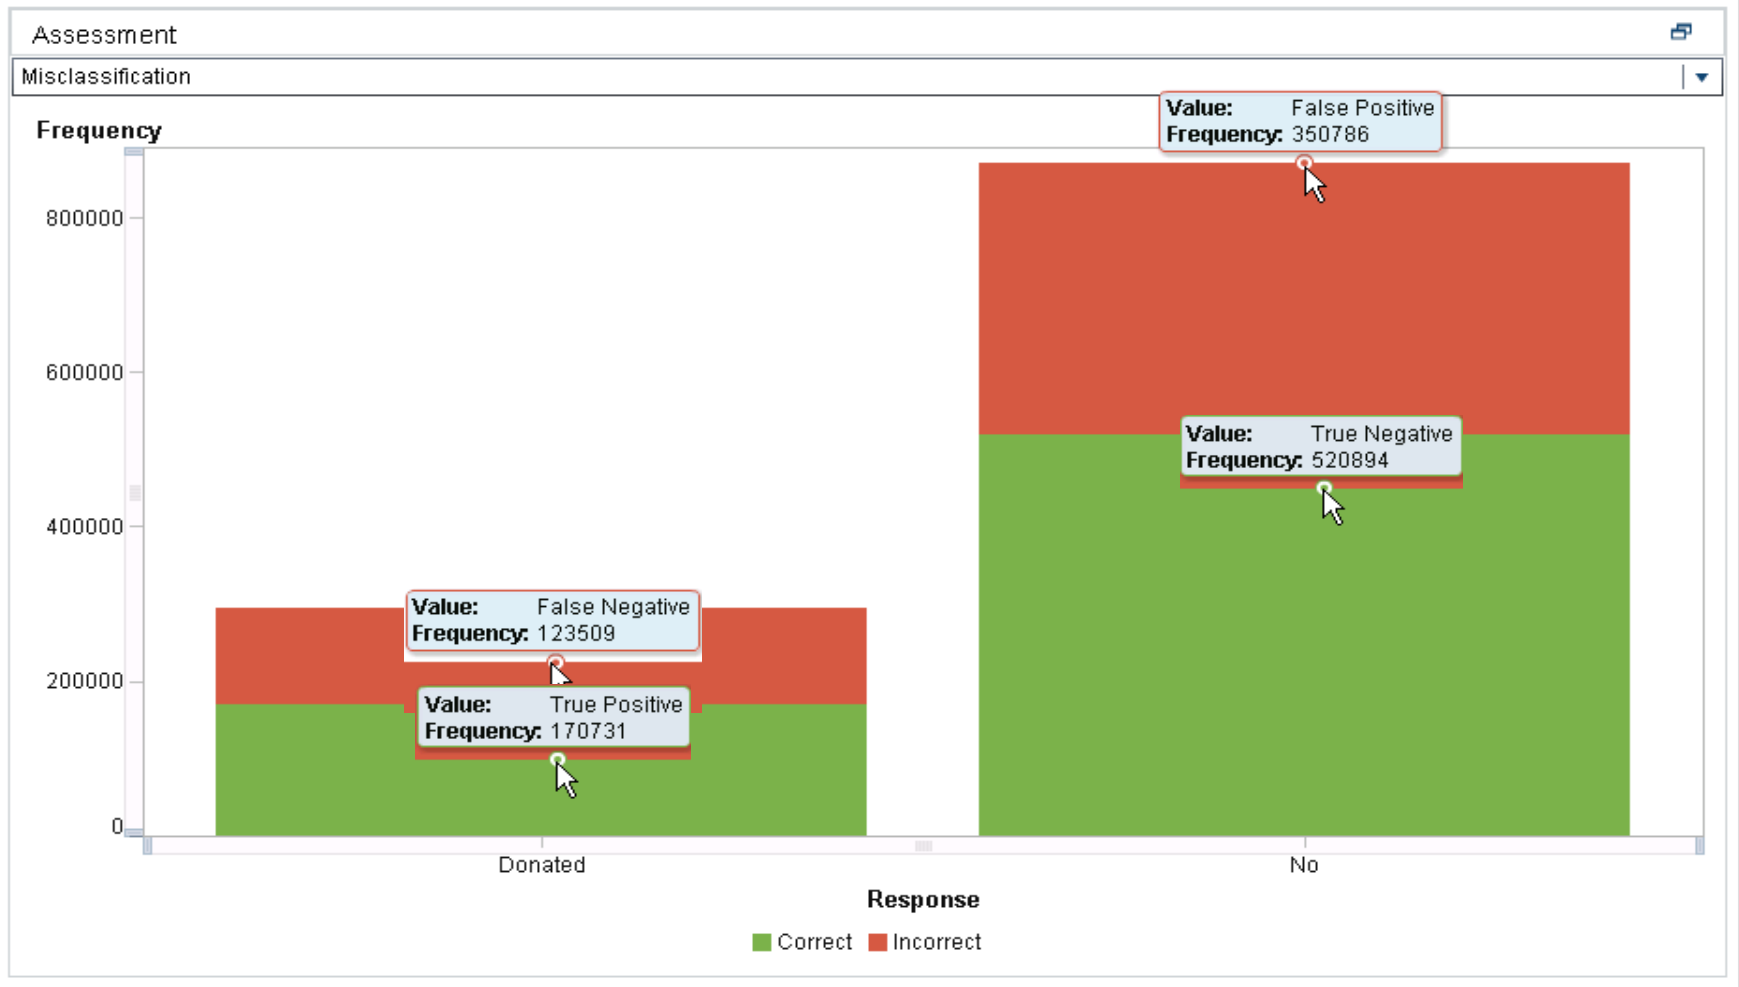 Assessment
Misclassification
Frequency
Value: False Positive
Frequency: 350786
800000
600000
Value: True Negative
Frequency: 520894
400000
Value: False Negative
Frequency: 123509
200000
Value: True Positive
Frequency: 170731
0
Donated No
Response
Correct Incorrect